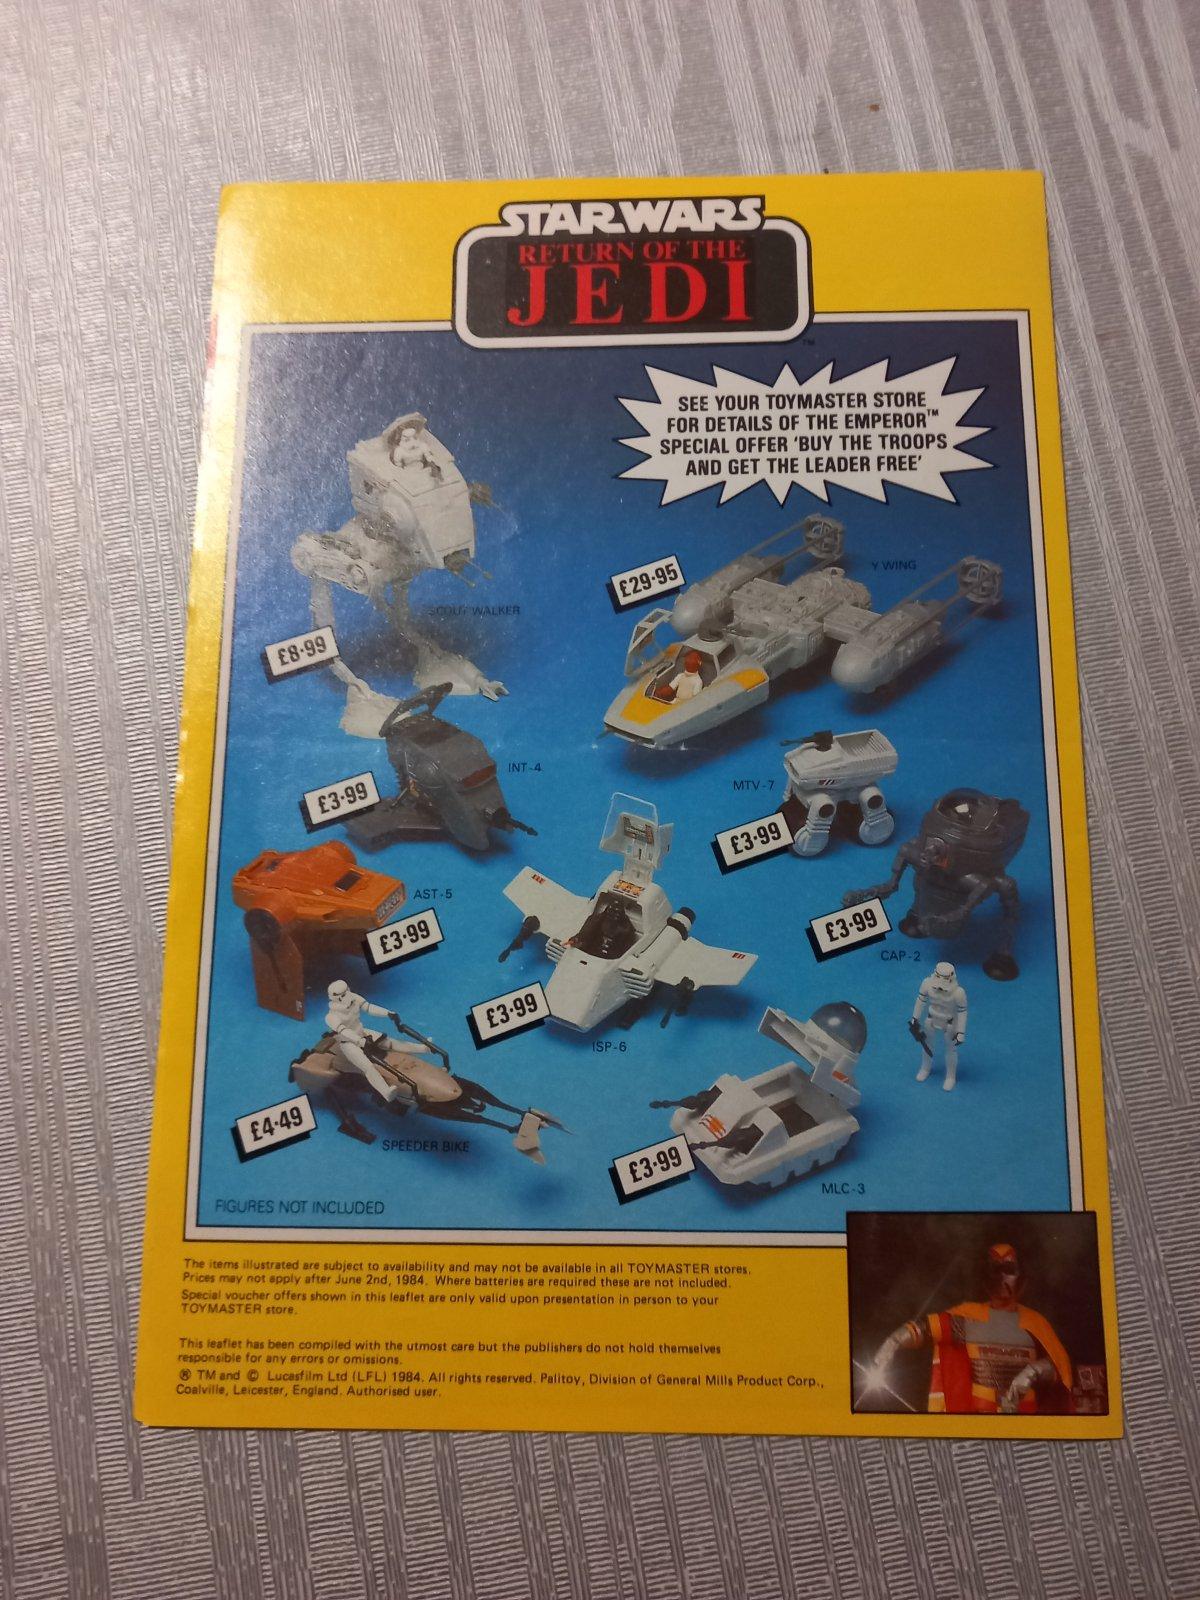 STAR WARS
RETURN OF THE
JEDI
TM
SEE YOUR TOYMASTER STORE
FOR DETAILS OF THE EMPEROR™
SPECIAL OFFER 'BUY THE TROOPS
AND GET THE LEADER FREE'
£29·95
Y WING
SCOUT WALKER
£8·99
INT-4
£3·99
MTV-7
£3·99
AST-5
£3·99
£3·99
CAP-2
£3·99
ISP-6
£4·49
SPEEDER BIKE
£3·99
MLC-3
FIGURES NOT INCLUDED
The items illustrated are subject to availability and may not be available in all TOYMASTER stores.
Prices may not apply after June 2nd, 1984. Where batteries are required these are not included.
Special voucher offers shown in this leaflet are only valid upon presentation in person to your
TOYMASTER store.
This leaflet has been compiled with the utmost care but the publishers do not hold themselves
responsible for any errors or omissions.
® TM and © Lucasfilm Ltd (LFL) 1984. All rights reserved. Palitoy, Division of General Mills Product Corp.,
Coalville, Leicester, England. Authorised user.
TOYMASTER